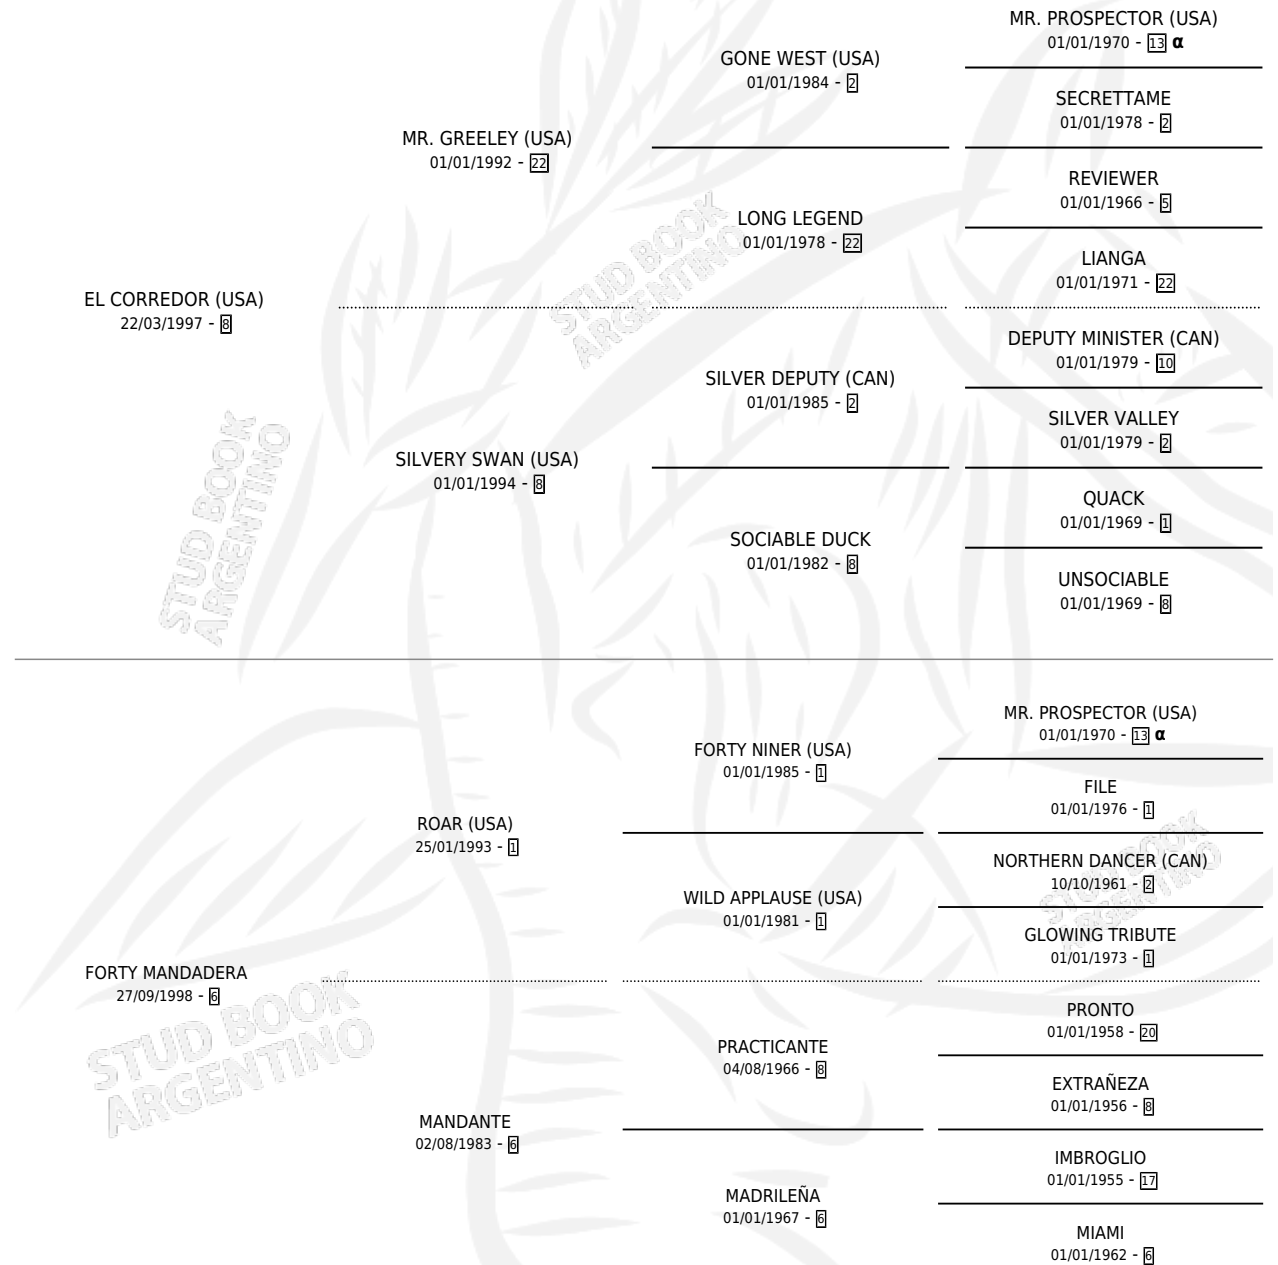 MR. PROSPECTOR (USA)
01/01/1970 - 13 α
GONE WEST (USA)
01/01/1984 - 2
SECRETTAME
01/01/1978 - 2
MR. GREELEY (USA)
01/01/1992 - 22
REVIEWER
01/01/1966 - 5
LONG LEGEND
01/01/1978 - 22
LIANGA
01/01/1971 - 22
EL CORREDOR (USA)
22/03/1997 - 8
DEPUTY MINISTER (CAN)
01/01/1979 - 10
SILVER DEPUTY (CAN)
01/01/1985 - 2
SILVER VALLEY
01/01/1979 - 2
SILVERY SWAN (USA)
01/01/1994 - 8
QUACK
01/01/1969 - 1
SOCIABLE DUCK
01/01/1982 - 8
UNSOCIABLE
01/01/1969 - 8
STUD BOOK
ARGENTINO
STUD BOOK
ARGENTINO
MR. PROSPECTOR (USA)
01/01/1970 - 13 α
FORTY NINER (USA)
01/01/1985 - 1
FILE
01/01/1976 - 1
ROAR (USA)
25/01/1993 - 1
NORTHERN DANCER (CAN)
10/10/1961 - 2
WILD APPLAUSE (USA)
01/01/1981 - 1
GLOWING TRIBUTE
01/01/1973 - 1
FORTY MANDADERA
27/09/1998 - 6
PRONTO
01/01/1958 - 20
PRACTICANTE
04/08/1966 - 8
EXTRAÑEZA
01/01/1956 - 8
MANDANTE
02/08/1983 - 6
IMBROGLIO
01/01/1955 - 17
MADRILEÑA
01/01/1967 - 6
MIAMI
01/01/1962 - 6
STUD BOOK
ARGENTINO
STUD BOOK
ARGENTINO